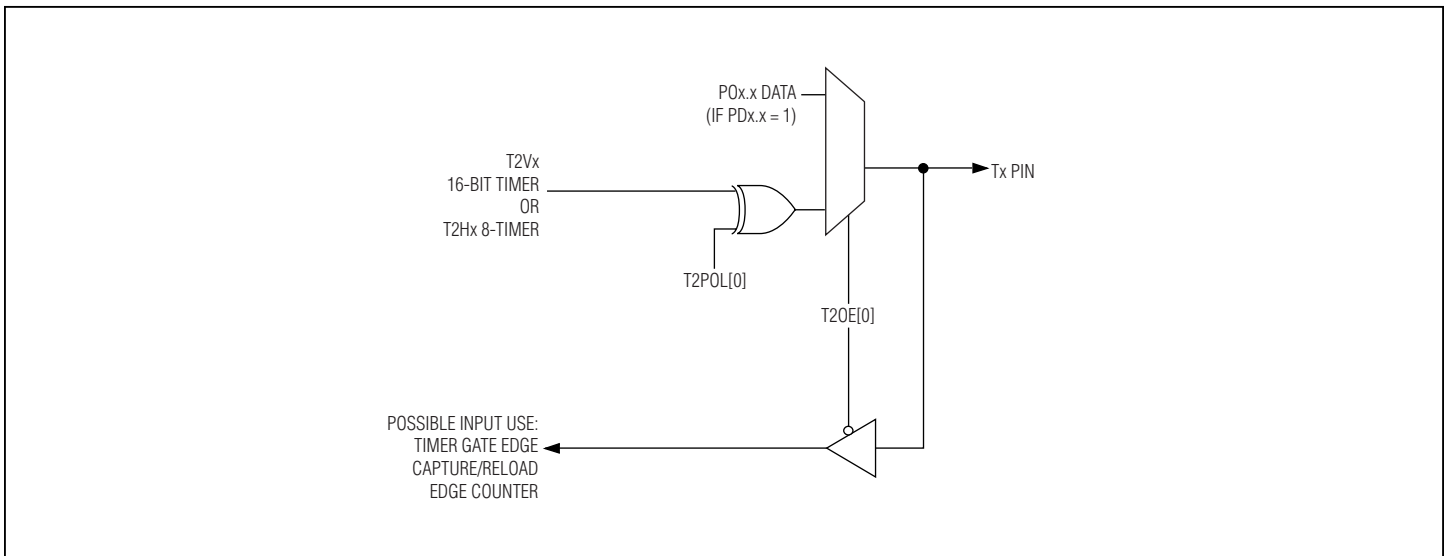 POx.x DATA
(IF PDx.x = 1)
T2Vx
16-BIT TIMER
OR
T2Hx 8-TIMER
Tx PIN
T2POL[0]
T2OE[0]
POSSIBLE INPUT USE:
TIMER GATE EDGE
CAPTURE/RELOAD
EDGE COUNTER